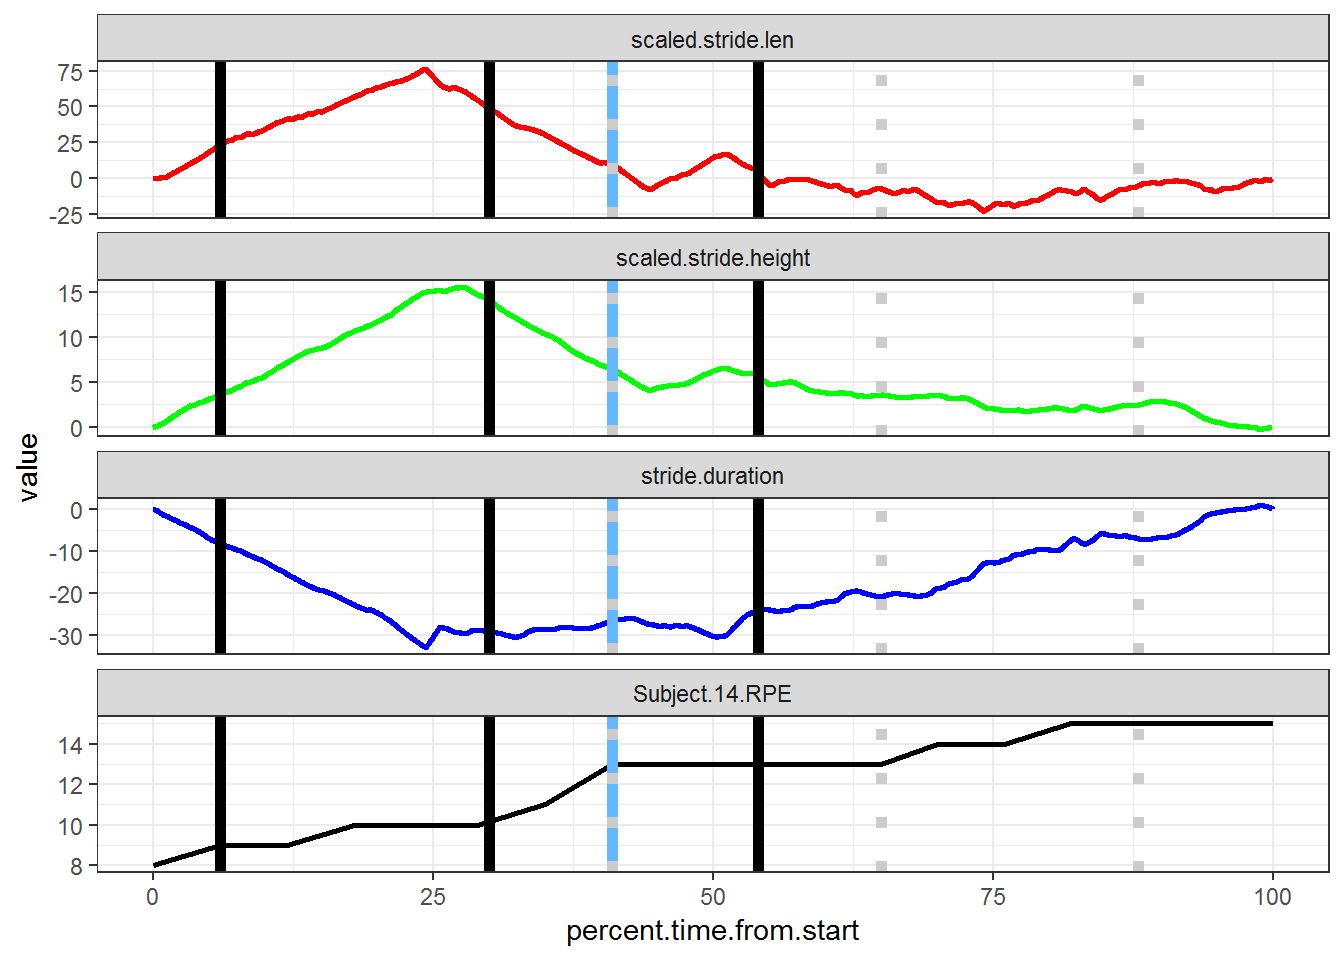 scaled.stride.len
75
50
25
0
-25
scaled.stride.height
15
10
5
0
stride.duration
0
-10
-20
-30
Subject.14.RPE
14
12
10
8
0 25 50 75 100
percent.time.from.start
value